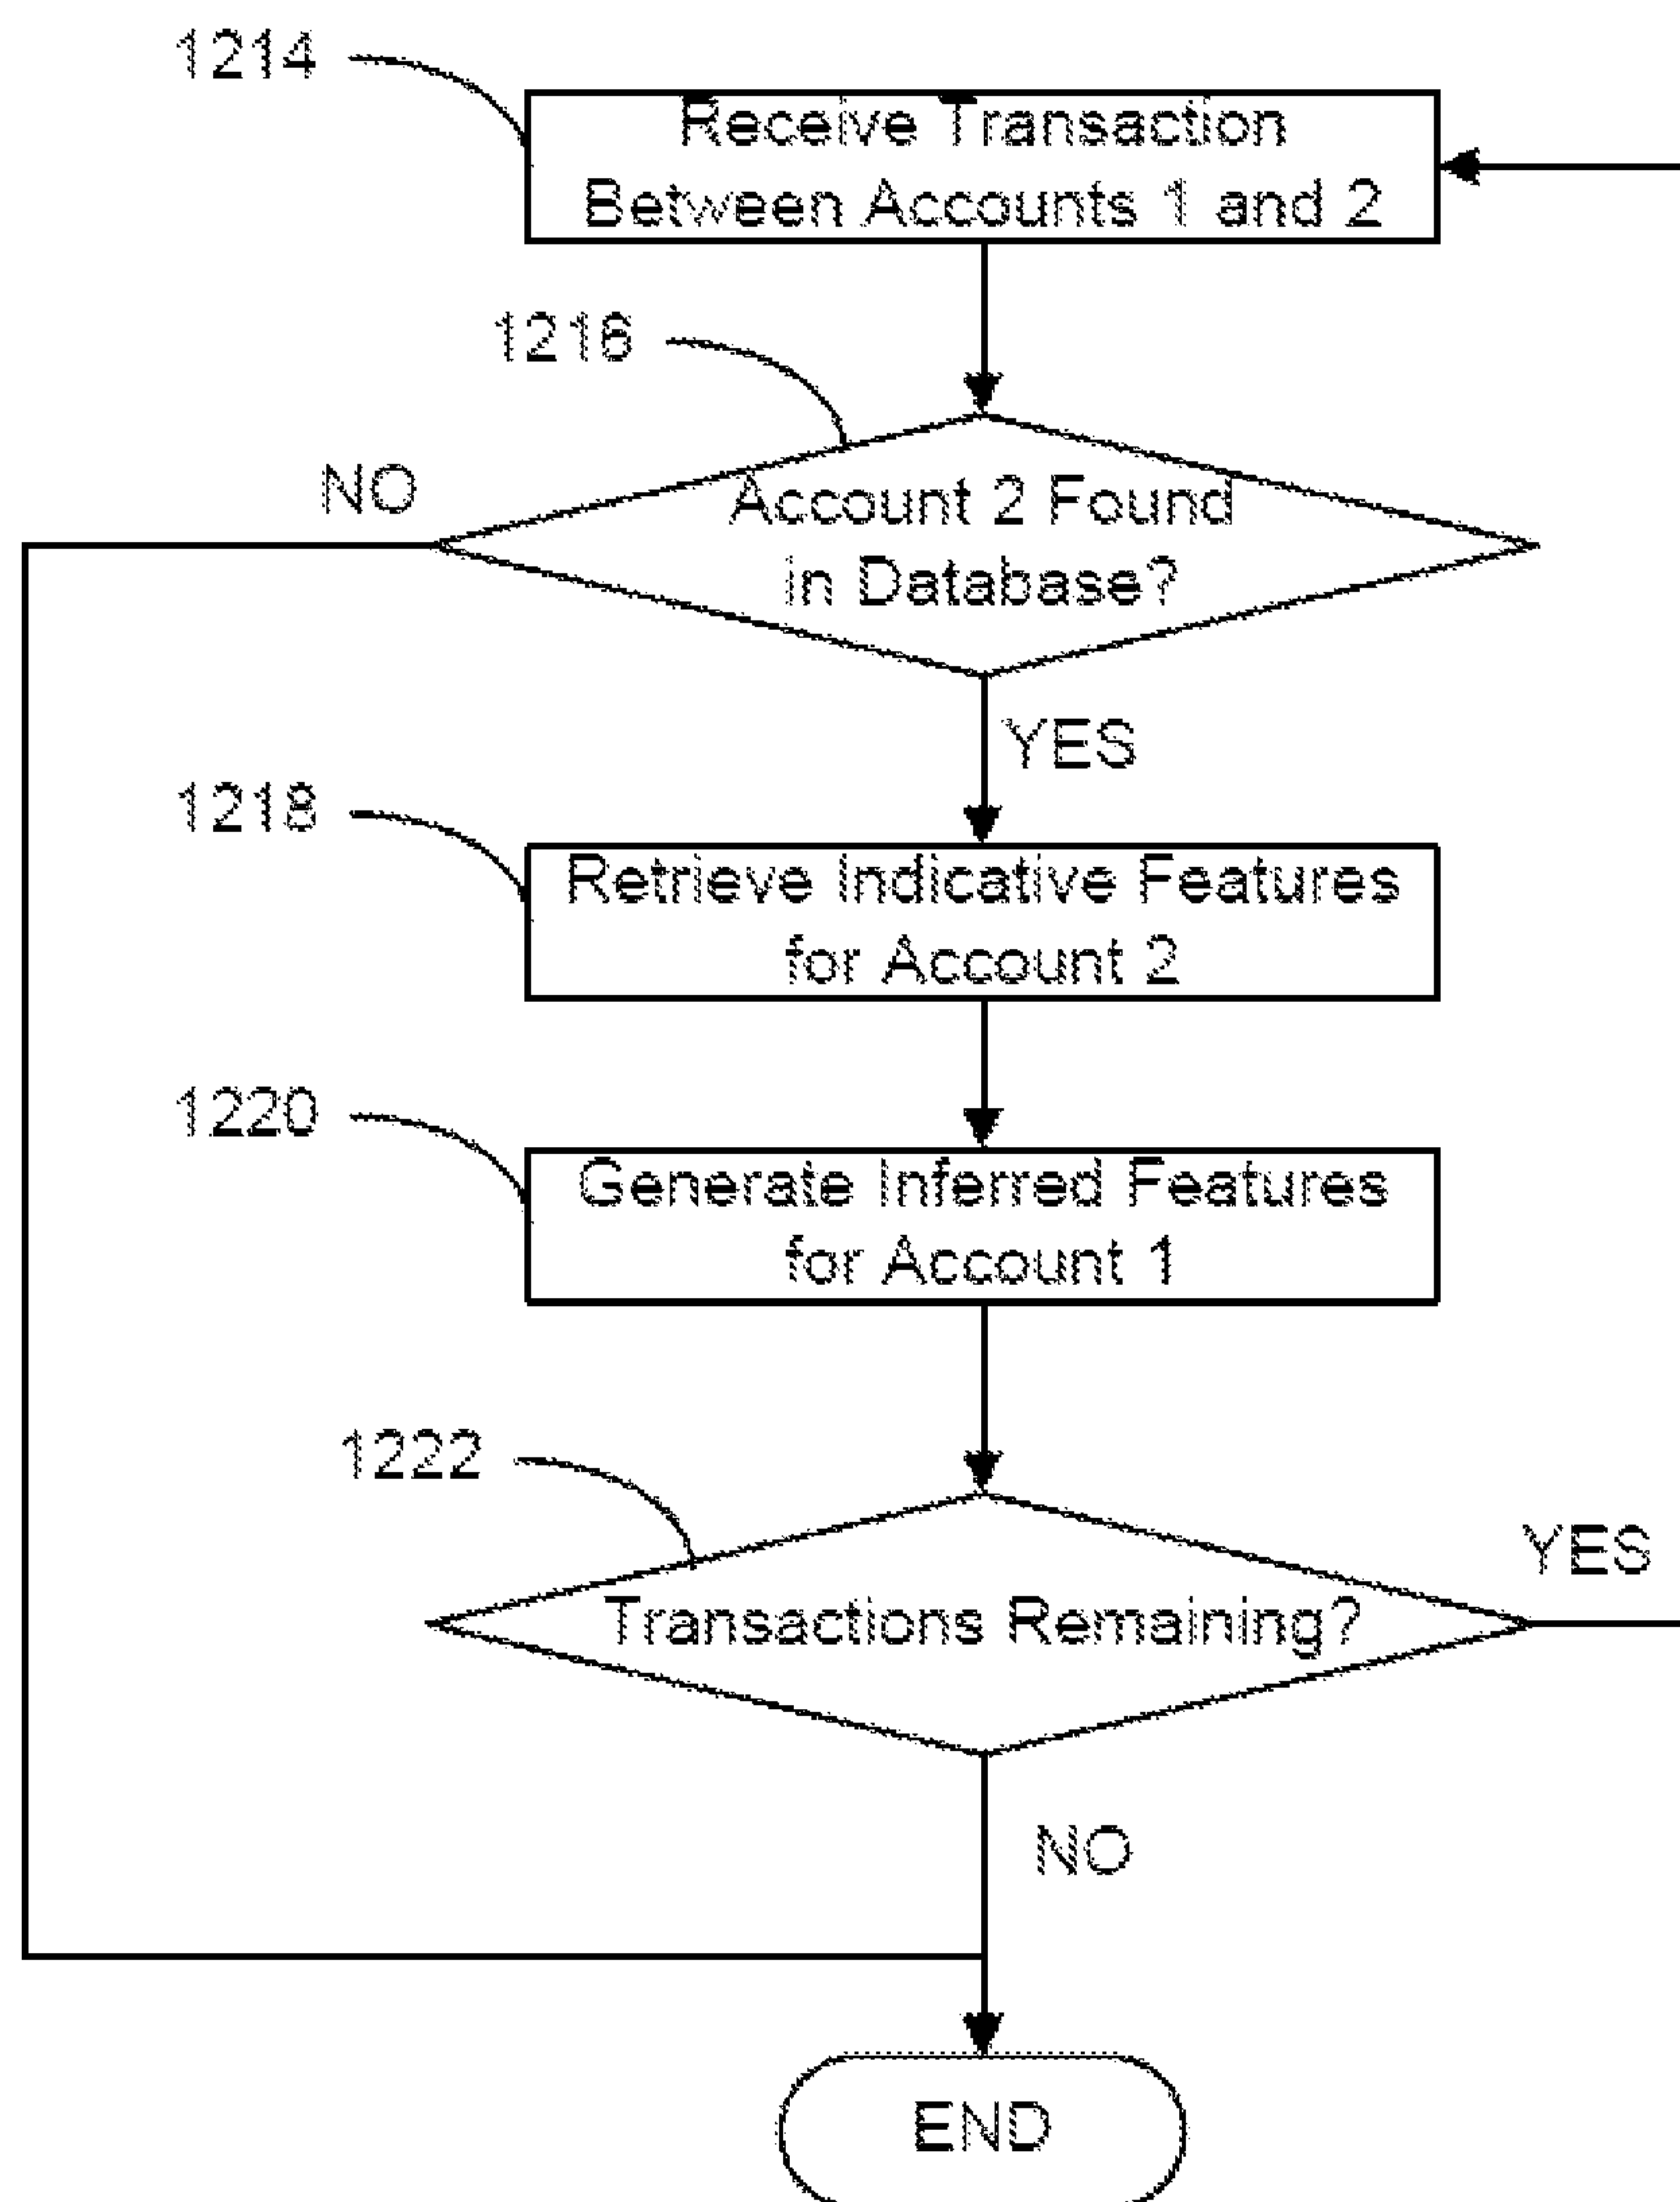 1214
Receive Transaction
Between Accounts 1 and 2
1216
NO
Account 2 Found
in Database?
YES
1218
Retrieve Indicative Features
for Account 2
1220
Generate Inferred Features
for Account 1
1222
YES
Transactions Remaining?
NO
END